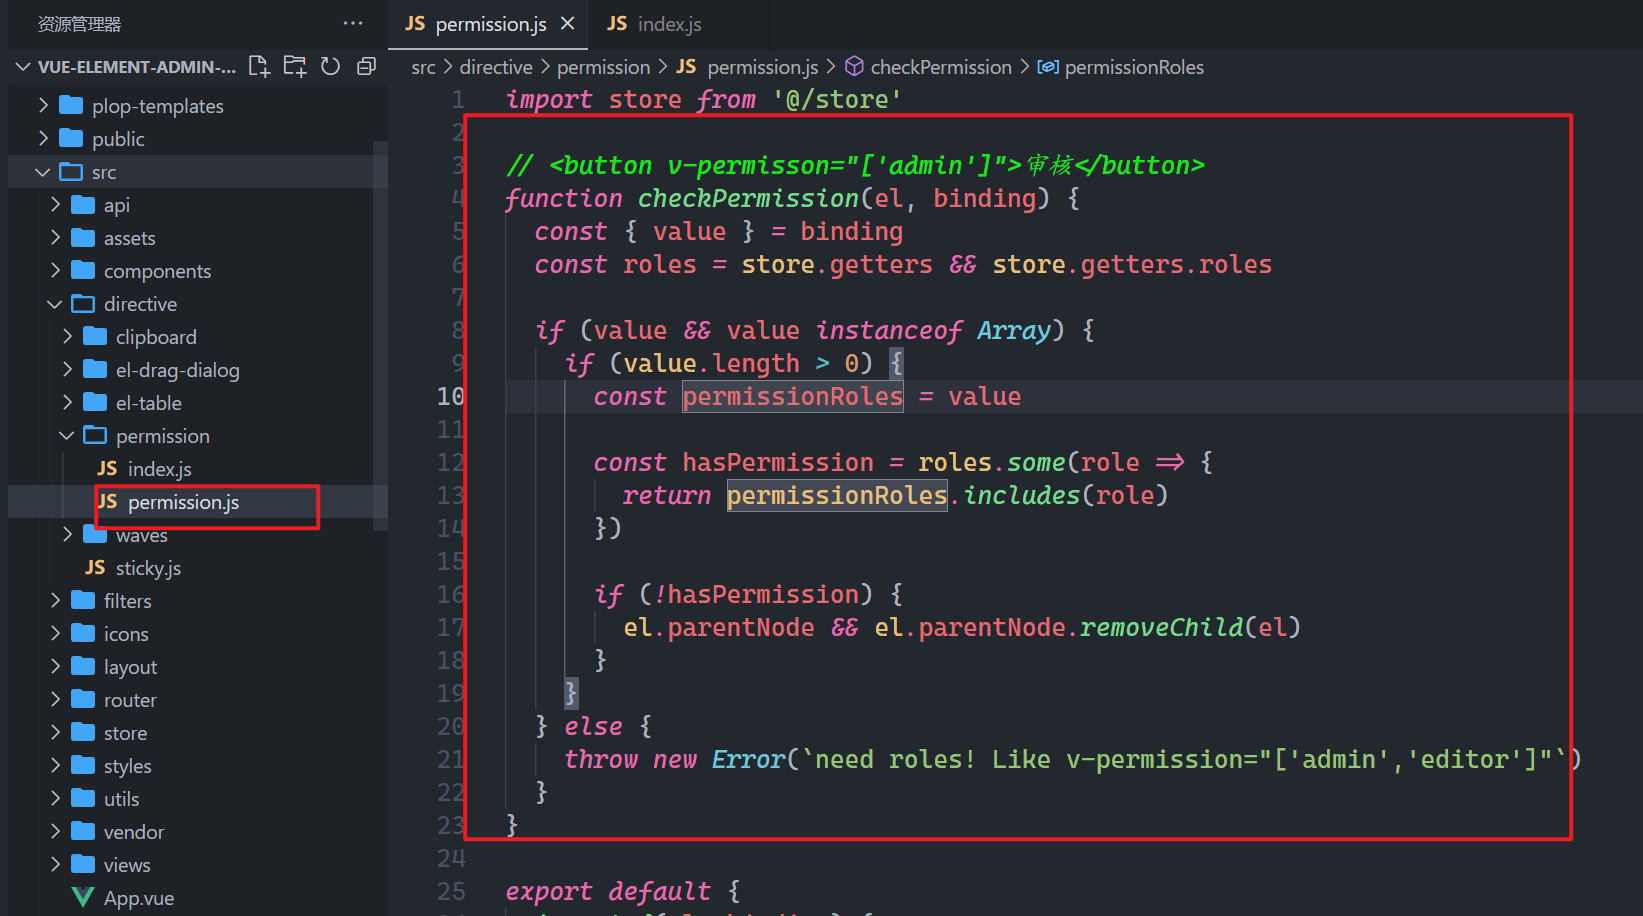 资源管理器
···
JS permission.js ×
JS index.js
VUE-ELEMENT-ADMIN-...
src > directive > permission > JS permission.js > checkPermission > permissionRoles
plop-templates
public
src
api
assets
components
directive
clipboard
el-drag-dialog
el-table
permission
JS index.js
JS permission.js
waves
JS sticky.js
filters
icons
layout
router
store
styles
utils
vendor
views
App.vue
1 import store from '@/store'
2
3 // <button v-permisson="['admin']">审核</button>
4 function checkPermission(el, binding) {
5 const { value } = binding
6 const roles = store.getters && store.getters.roles
7
8 if (value && value instanceof Array) {
9 if (value.length > 0) {
10 const permissionRoles = value
11
12 const hasPermission = roles.some(role => {
13 return permissionRoles.includes(role)
14 })
15
16 if (!hasPermission) {
17 el.parentNode && el.parentNode.removeChild(el)
18 }
19 }
20 } else {
21 throw new Error(`need roles! Like v-permission="['admin','editor']"`)
22 }
23 }
24
25 export default {